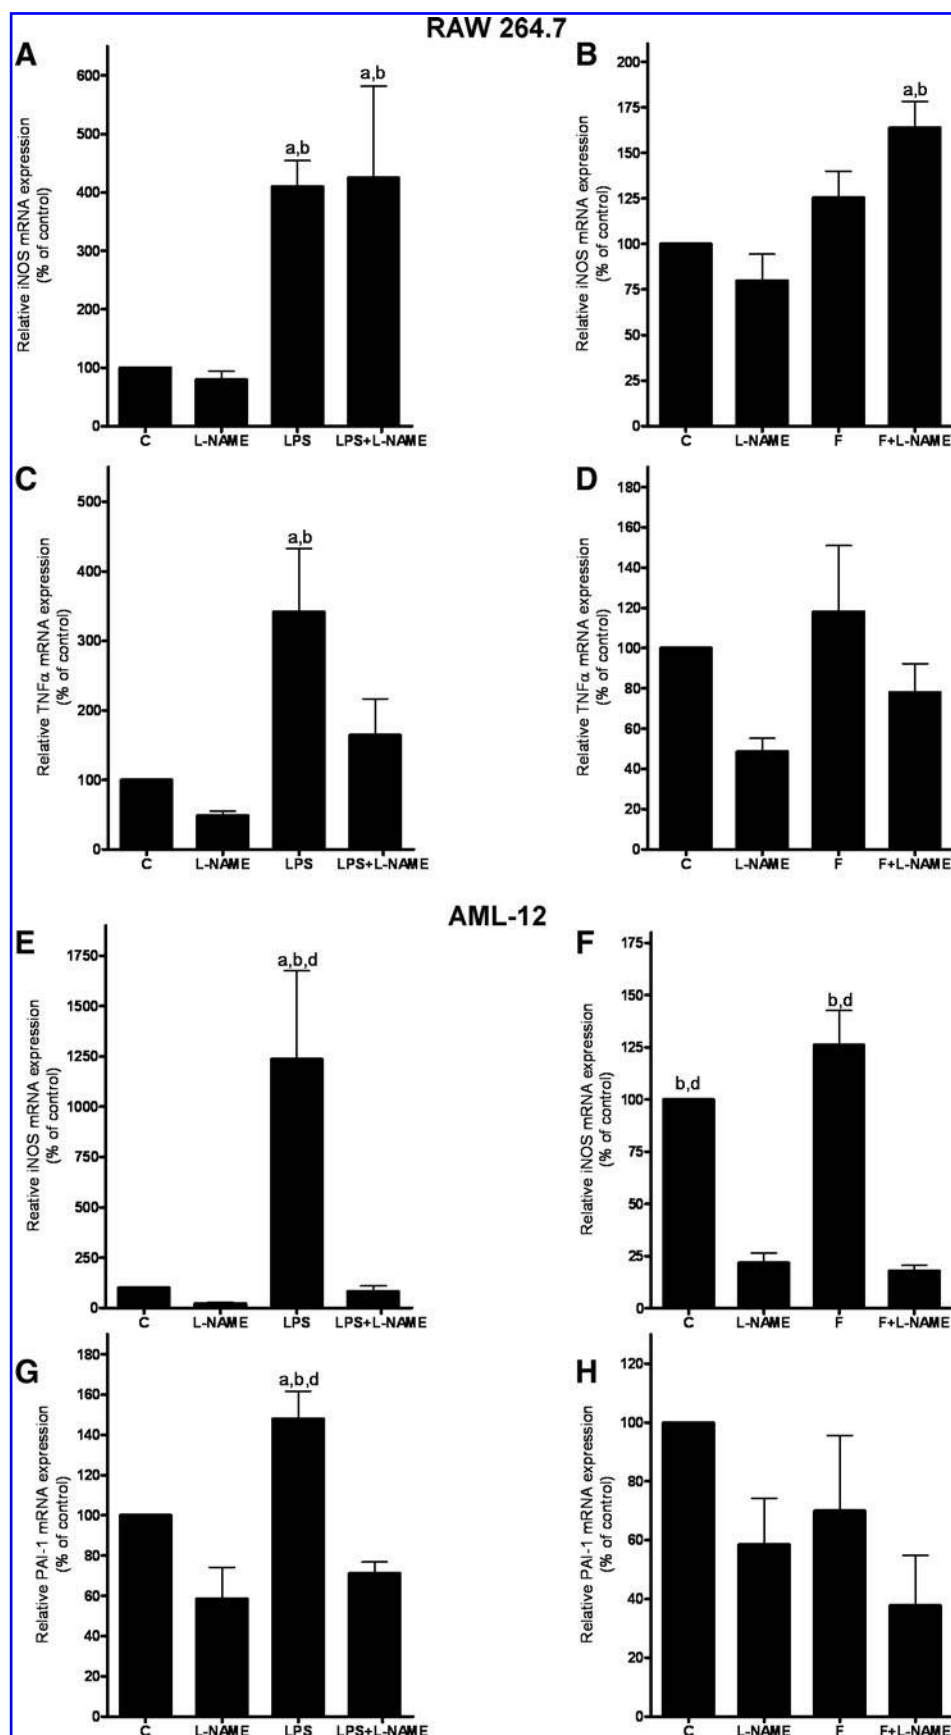 RAW 264.7
A
Relative iNOS mRNA expression
(% of control)
600
500
400
300
200
100
0
a,b
a,b
C L-NAME LPS LPS+L-NAME
B
Relative iNOS mRNA expression
(% of control)
200
175
150
125
100
75
50
25
0
a,b
C L-NAME F F+L-NAME
C
Relative TNFα mRNA expression
(% of control)
500
400
300
200
100
0
a,b
C L-NAME LPS LPS+L-NAME
D
Relative TNFα mRNA expression
(% of control)
180
160
140
120
100
80
60
40
20
0
C L-NAME F F+L-NAME
AML-12
E
Reative iNOS mRNA expression
(% of control)
1750
1500
1250
1000
750
500
250
0
a,b,d
C L-NAME LPS LPS+L-NAME
F
Relative iNOS mRNA expression
(% of control)
175
150
125
100
75
50
25
0
b,d
b,d
C L-NAME F F+L-NAME
G
Relative PAI-1 mRNA expression
(% of control)
180
160
140
120
100
80
60
40
20
0
a,b,d
C L-NAME LPS LPS+L-NAME
H
Relative PAI-1 mRNA expression
(% of control)
120
100
80
60
40
20
0
C L-NAME F F+L-NAME